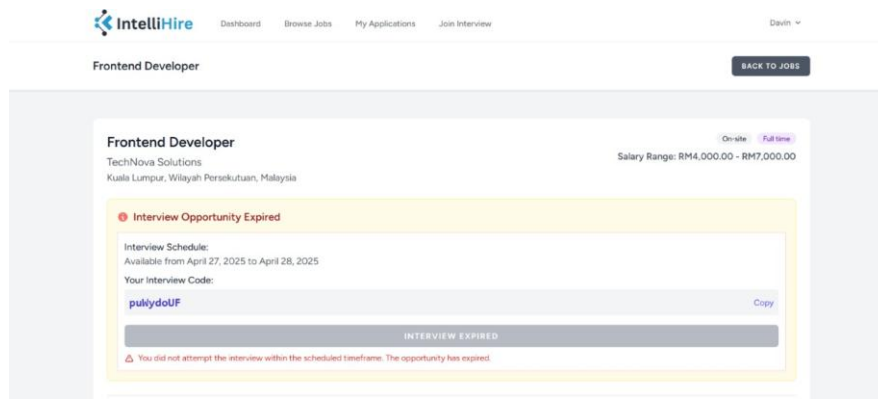 IntelliHire
Dashboard Browse Jobs My Applications Join Interview
Davin
Frontend Developer
BACK TO JOBS
Frontend Developer
On-site Full time
TechNova Solutions
Salary Range: RM4,000.00 - RM7,000.00
Kuala Lumpur, Wilayah Persekutuan, Malaysia
Interview Opportunity Expired
Interview Schedule:
Available from April 27, 2025 to April 28, 2025
Your Interview Code:
puWydoUF
Copy
INTERVIEW EXPIRED
You did not attempt the interview within the scheduled timeframe. The opportunity has expired.